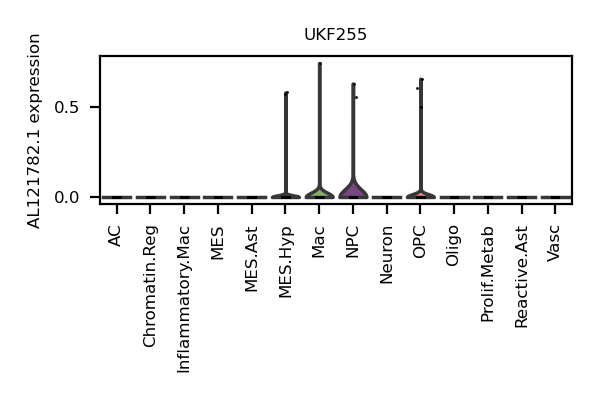 UKF255
AL121782.1 expression
0.5
0.0
AC
Chromatin.Reg
Inflammatory.Mac
MES
MES.Ast
MES.Hyp
Mac
NPC
Neuron
OPC
Oligo
Prolif.Metab
Reactive.Ast
Vasc